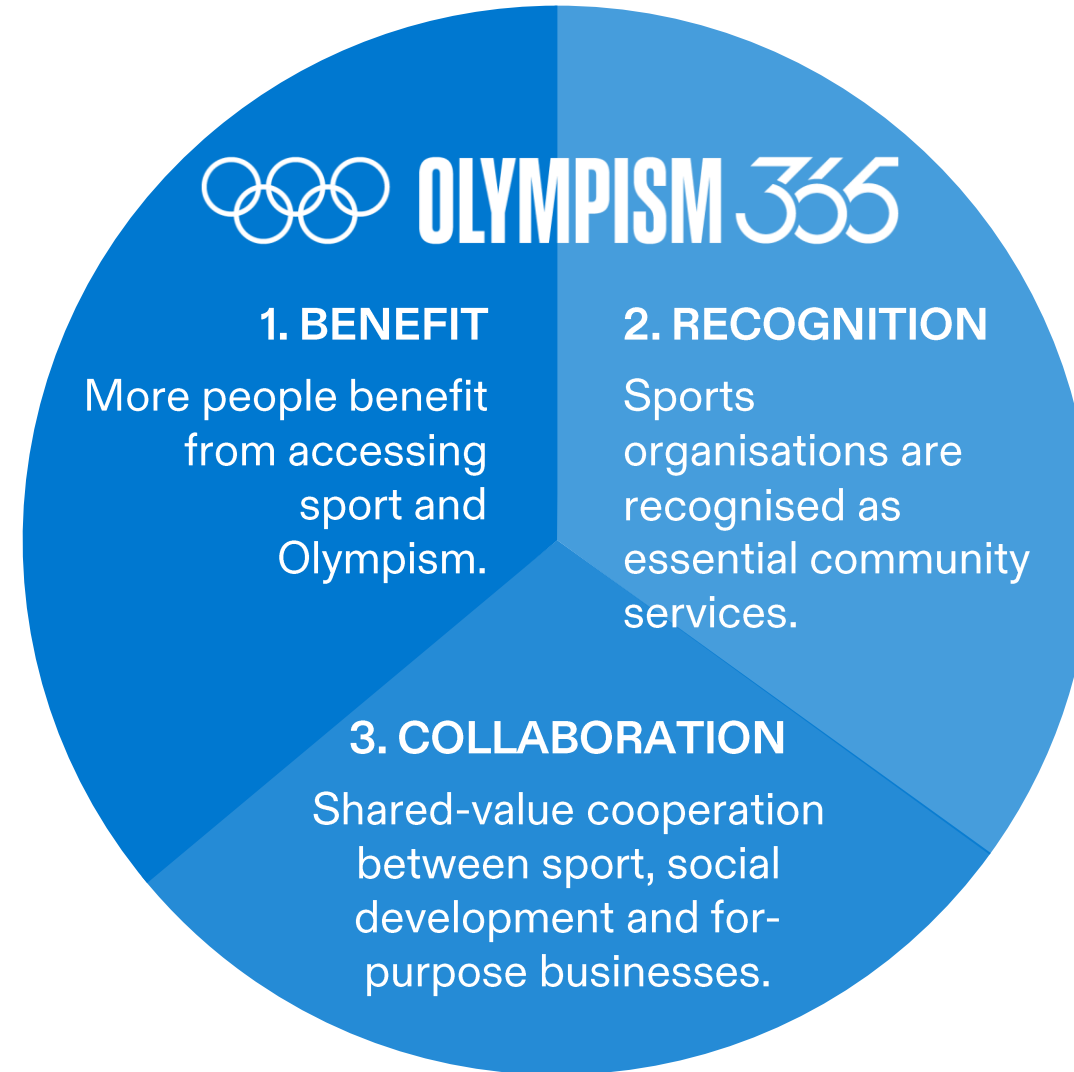 OLYMPISM 365
1. BENEFIT
More people benefit
from accessing
sport and
Olympism.
2. RECOGNITION
Sports
organisations are
recognised as
essential community
services.
3. COLLABORATION
Shared-value cooperation
between sport, social
development and for-
purpose businesses.